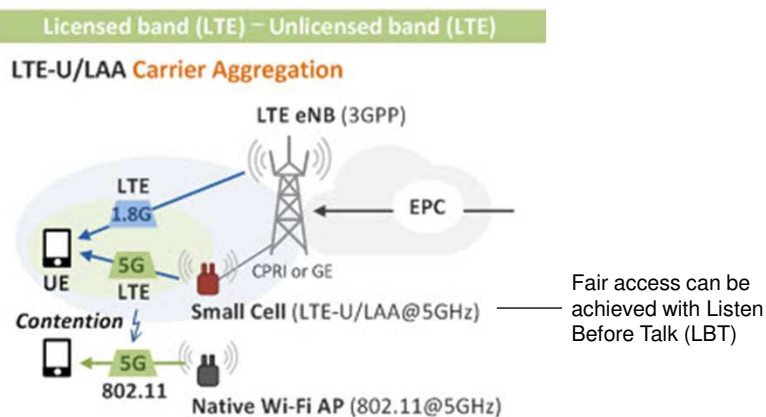 Licensed band (LTE) – Unlicensed band (LTE)
LTE-U/LAA Carrier Aggregation
LTE eNB (3GPP)
LTE
1.8G
EPC
5G
UE
LTE
CPRI or GE
Small Cell (LTE-U/LAA@5GHz)
Fair access can be
achieved with Listen
Before Talk (LBT)
Contention
5G
802.11
Native Wi-Fi AP (802.11@5GHz)